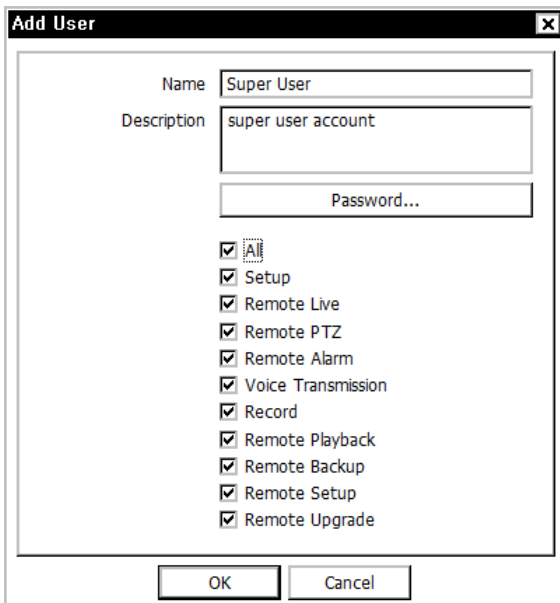 Add User
Name Super User
Description super user account
Password...
All
Setup
Remote Live
Remote PTZ
Remote Alarm
Voice Transmission
Record
Remote Playback
Remote Backup
Remote Setup
Remote Upgrade
OK Cancel